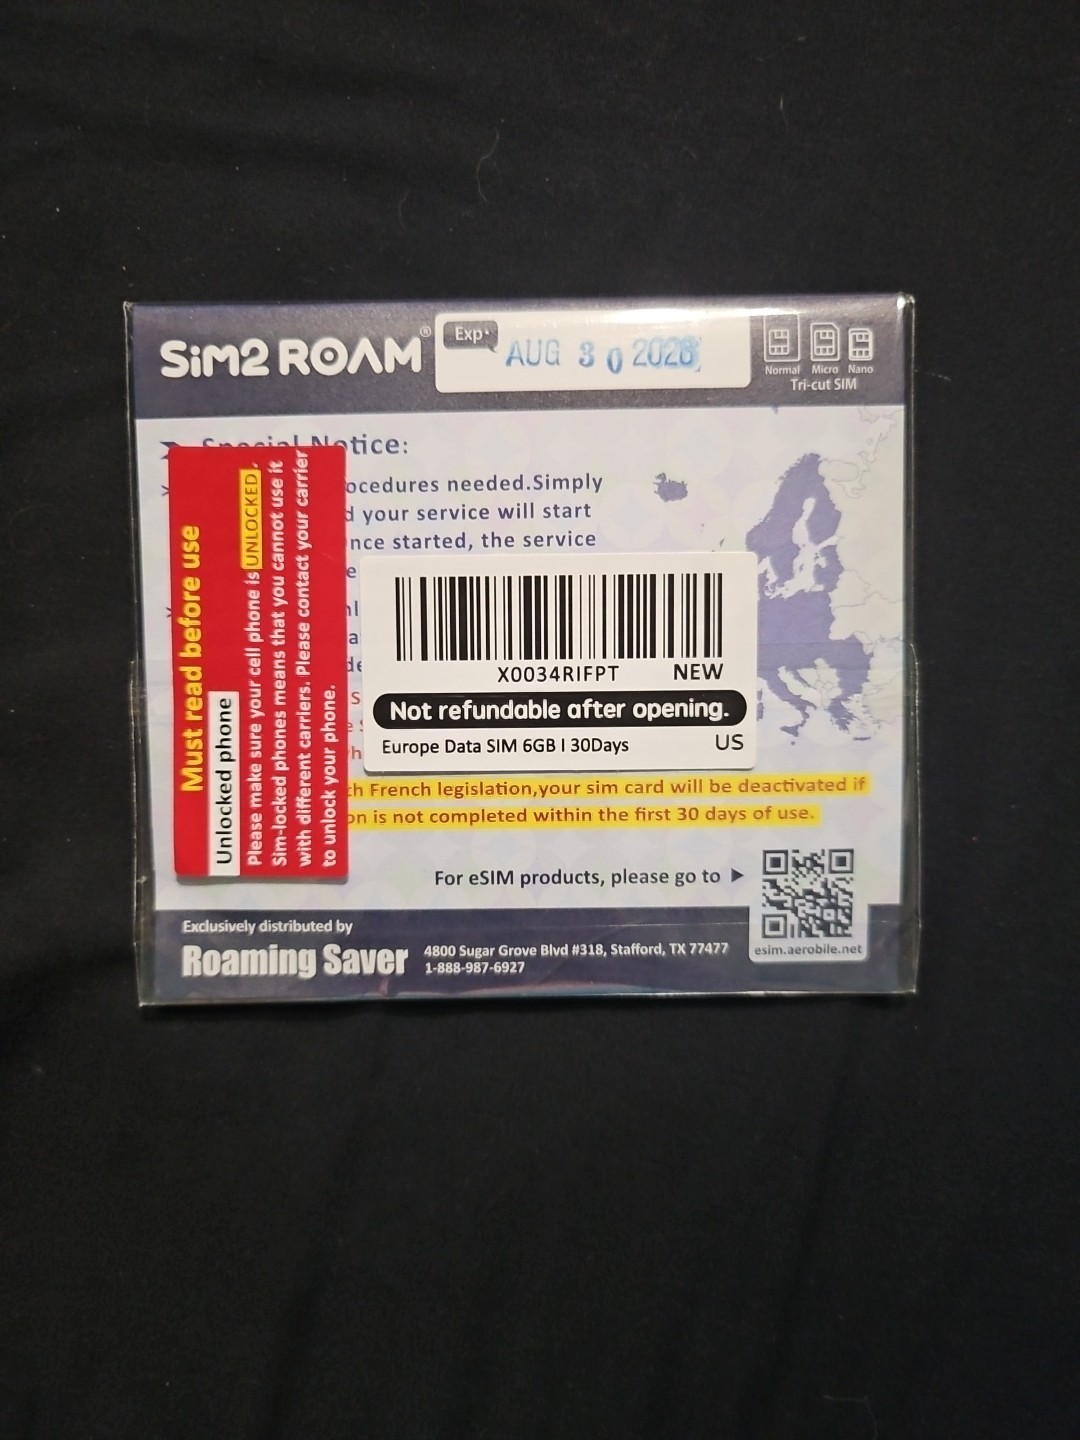 SiM2 ROAM®
Exp.
AUG 30 2026
Normal Micro Nano
Tri-cut SIM
Special Notice:
ocedures needed.Simply
d your service will start
nce started, the service
Must read before use
Unlocked phone
Please make sure your cell phone is UNLOCKED.
Sim-locked phones means that you cannot use it
with different carriers. Please contact your carrier
to unlock your phone.
X0034RIFPT NEW
Not refundable after opening.
Europe Data SIM 6GB | 30Days US
h French legislation,your sim card will be deactivated if
on is not completed within the first 30 days of use.
For eSIM products, please go to
esim.aerobile.net
Exclusively distributed by
Roaming Saver
4800 Sugar Grove Blvd #318, Stafford, TX 77477
1-888-987-6927